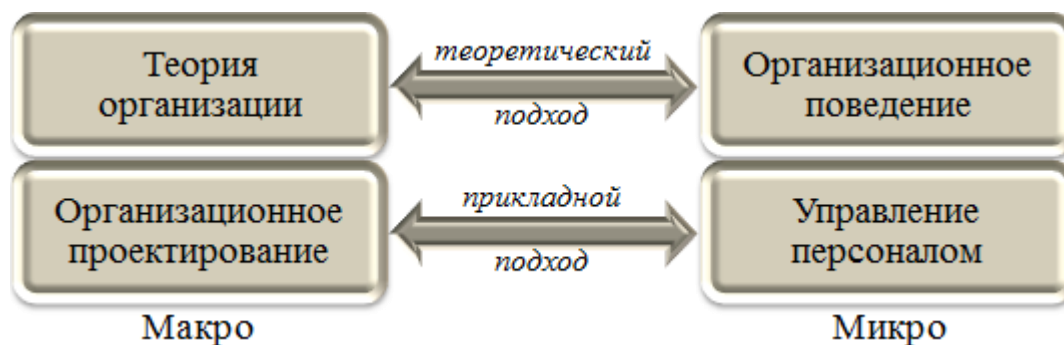 Теория
организации
теоретический
подход
Организационное
поведение
Организационное
проектирование
прикладной
подход
Управление
персоналом
Макро
Микро